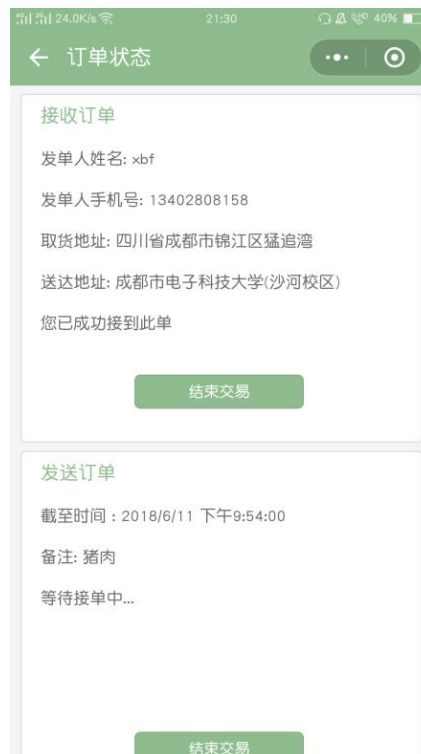 24.0K/s 21:30 40%
订单状态
接收订单
发单人姓名: xbf
发单人手机号: 13402808158
取货地址: 四川省成都市锦江区猛追湾
送达地址: 成都市电子科技大学(沙河校区)
您已成功接到此单
结束交易
发送订单
截至时间 : 2018/6/11 下午9:54:00
备注: 猪肉
等待接单中...
结束交易